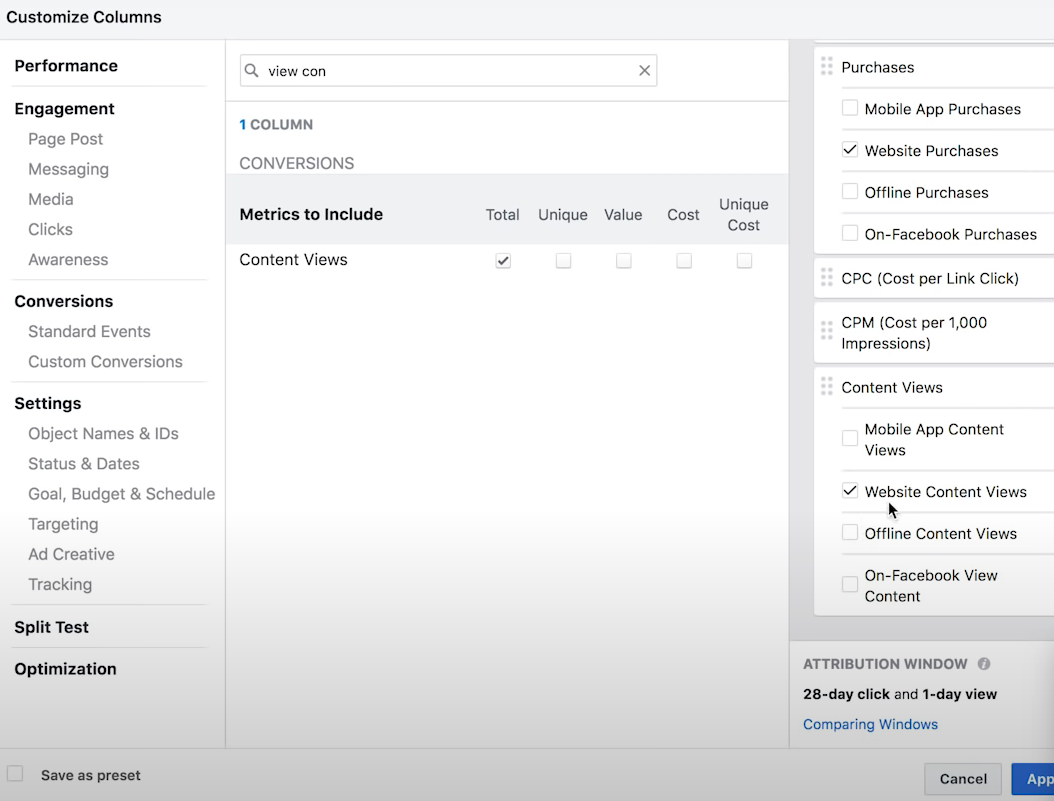 Customize Columns
Performance
Engagement
Page Post
Messaging
Media
Clicks
Awareness
Conversions
Standard Events
Custom Conversions
Settings
Object Names & IDs
Status & Dates
Goal, Budget & Schedule
Targeting
Ad Creative
Tracking
Split Test
Optimization
view con
1 COLUMN
CONVERSIONS
Metrics to Include
Total
Unique
Value
Cost
Unique
Cost
Content Views
Purchases
Mobile App Purchases
Website Purchases
Offline Purchases
On-Facebook Purchases
CPC (Cost per Link Click)
CPM (Cost per 1,000
Impressions)
Content Views
Mobile App Content
Views
Website Content Views
Offline Content Views
On-Facebook View
Content
ATTRIBUTION WINDOW
28-day click and 1-day view
Comparing Windows
Save as preset
Cancel
App